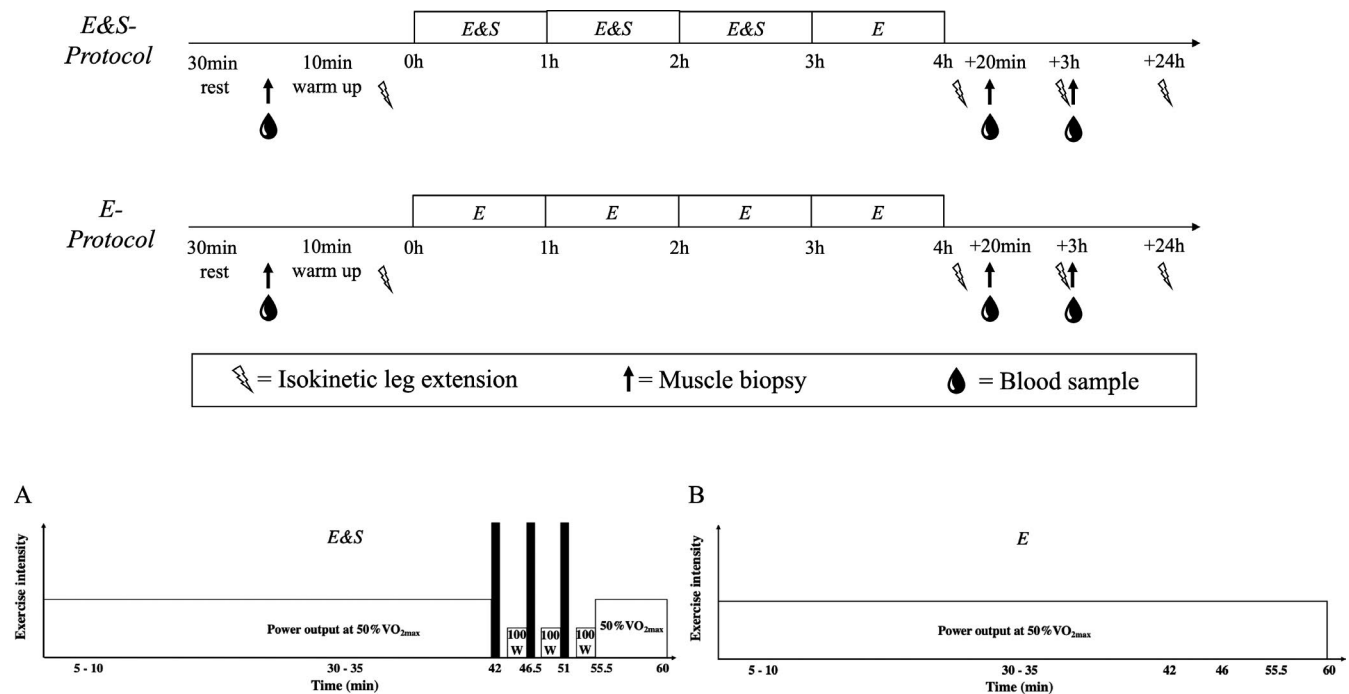 E&S-
Protocol
E&S E&S E&S E
30min
rest
10min
warm up
0h 1h 2h 3h 4h +20min +3h +24h
E-
Protocol
E E E E
30min
rest
10min
warm up
0h 1h 2h 3h 4h +20min +3h +24h
= Isokinetic leg extension = Muscle biopsy = Blood sample
A
E&S
Exercise intensity
Power output at 50%VO2max
100
W
100
W
100
W
50%VO2max
5 - 10 30 - 35 42 46.5 51 55.5 60
Time (min)
B
E
Exercise intensity
Power output at 50%VO2max
5 - 10 30 - 35 42 46 55.5 60
Time (min)